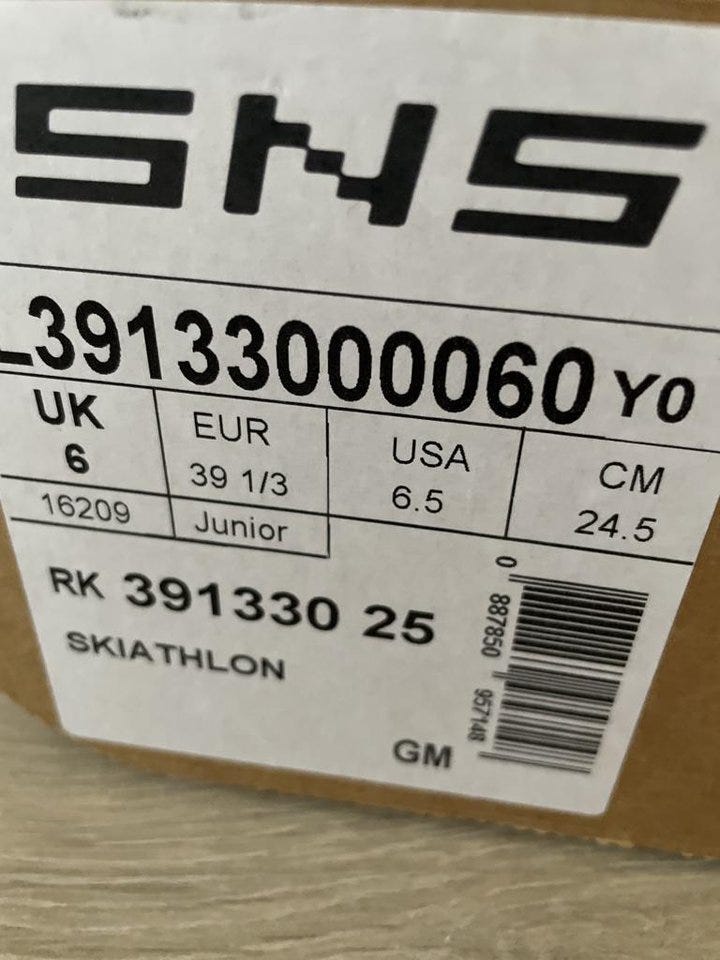 SNS
L39133000060 Y0
UK EUR USA CM
6 39 1/3 6.5 24.5
16209 Junior
RK 391330 25
SKIATHLON
GM
0 887850 957148